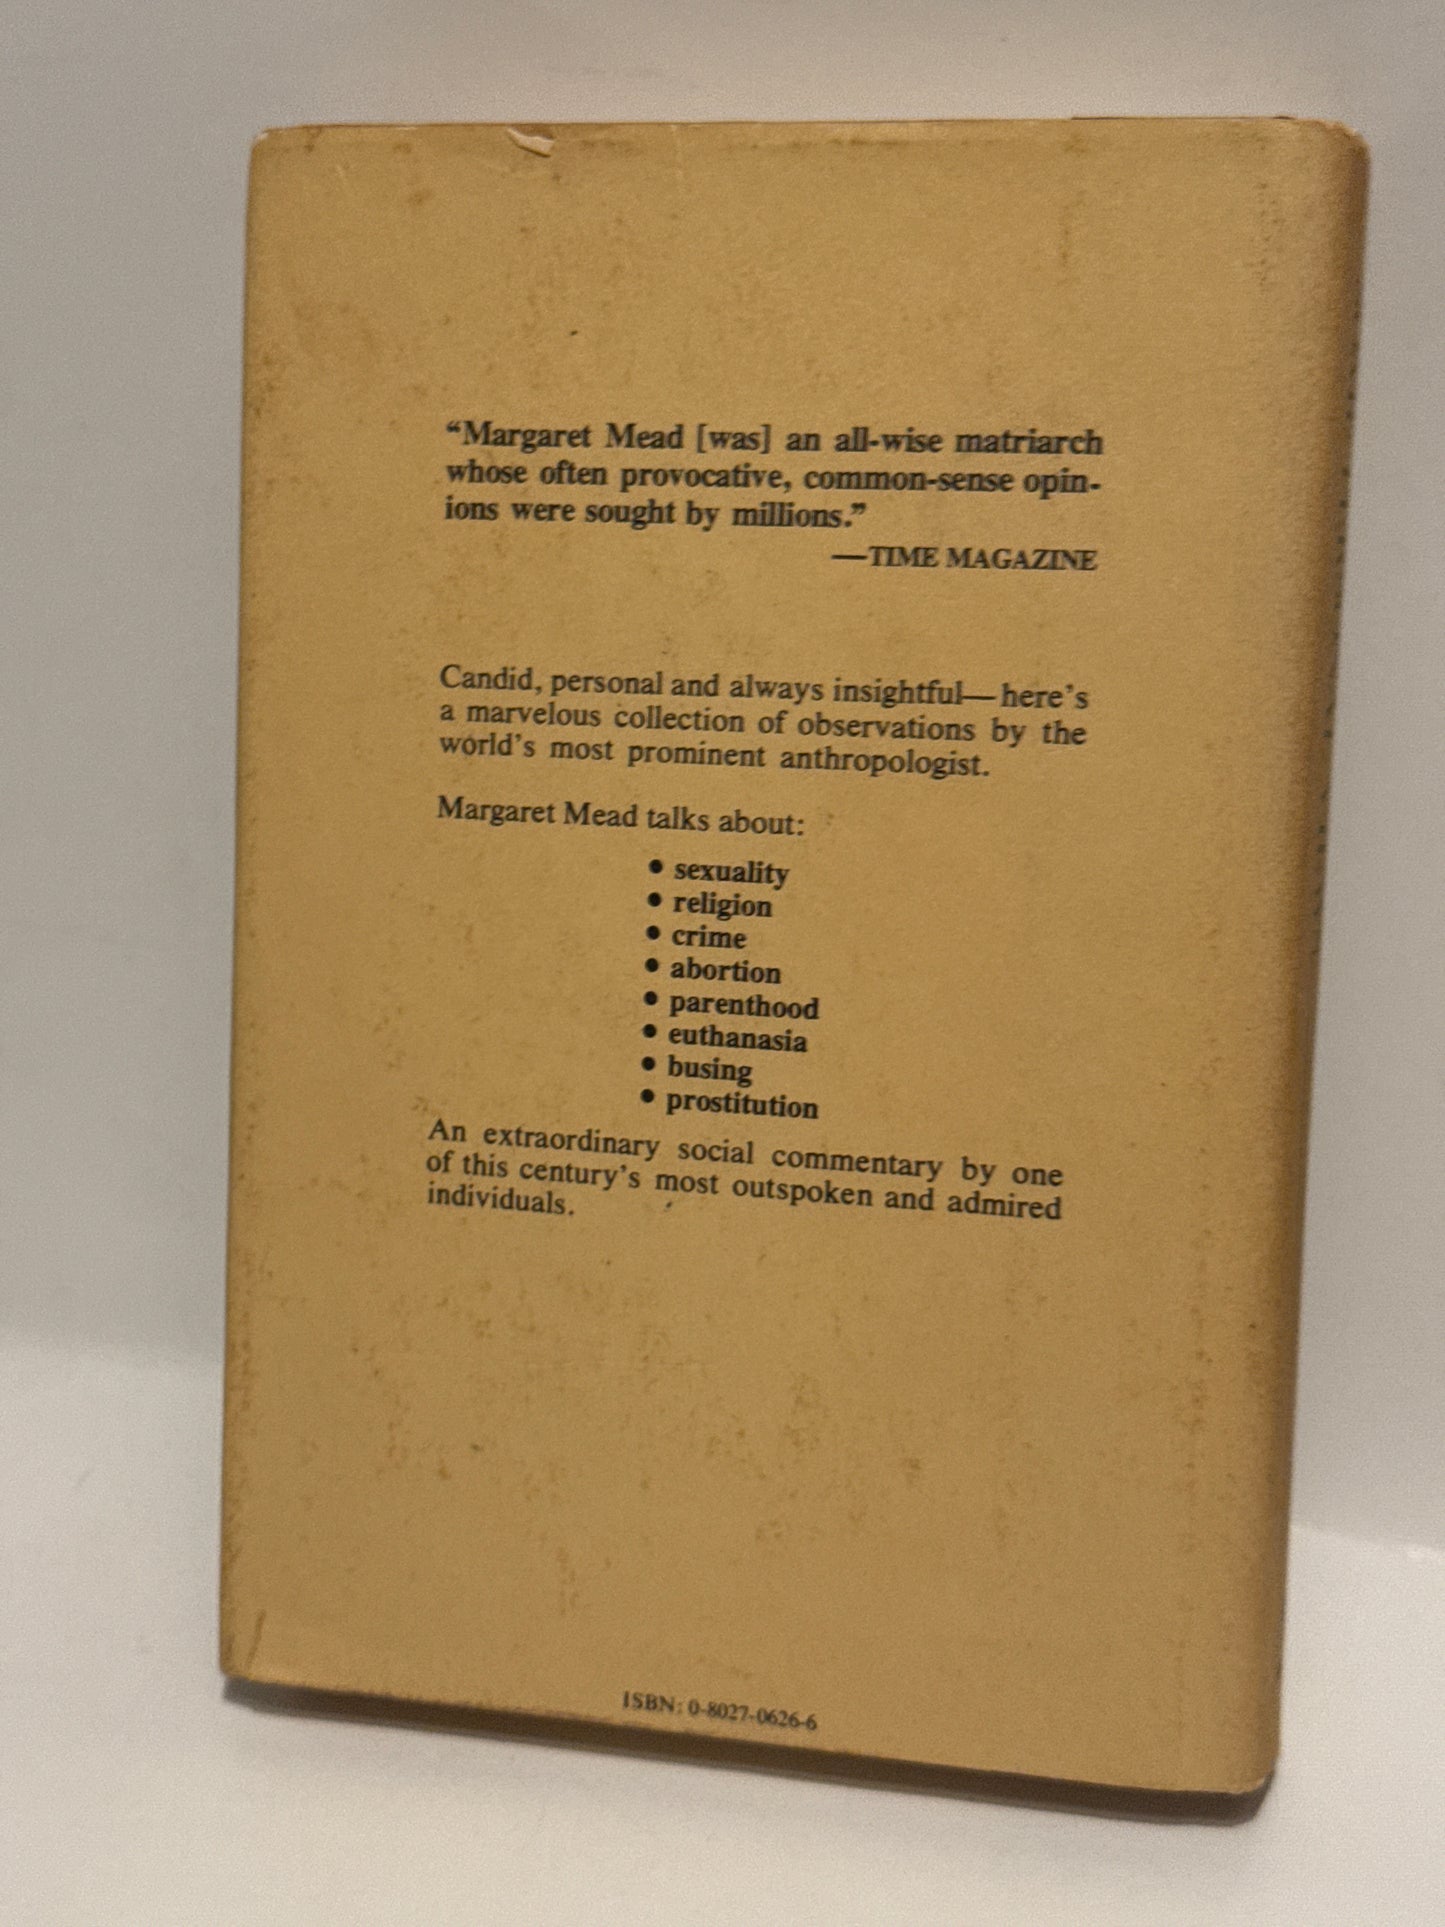 “Margaret Mead [was] an all-wise matriarch
whose often provocative, common-sense opin-
ions were sought by millions.”
—TIME MAGAZINE
Candid, personal and always insightful—here’s
a marvelous collection of observations by the
world’s most prominent anthropologist.
Margaret Mead talks about:
• sexuality
• religion
• crime
• abortion
• parenthood
• euthanasia
• busing
• prostitution
An extraordinary social commentary by one
of this century’s most outspoken and admired
individuals.
ISBN: 0-8027-0626-6